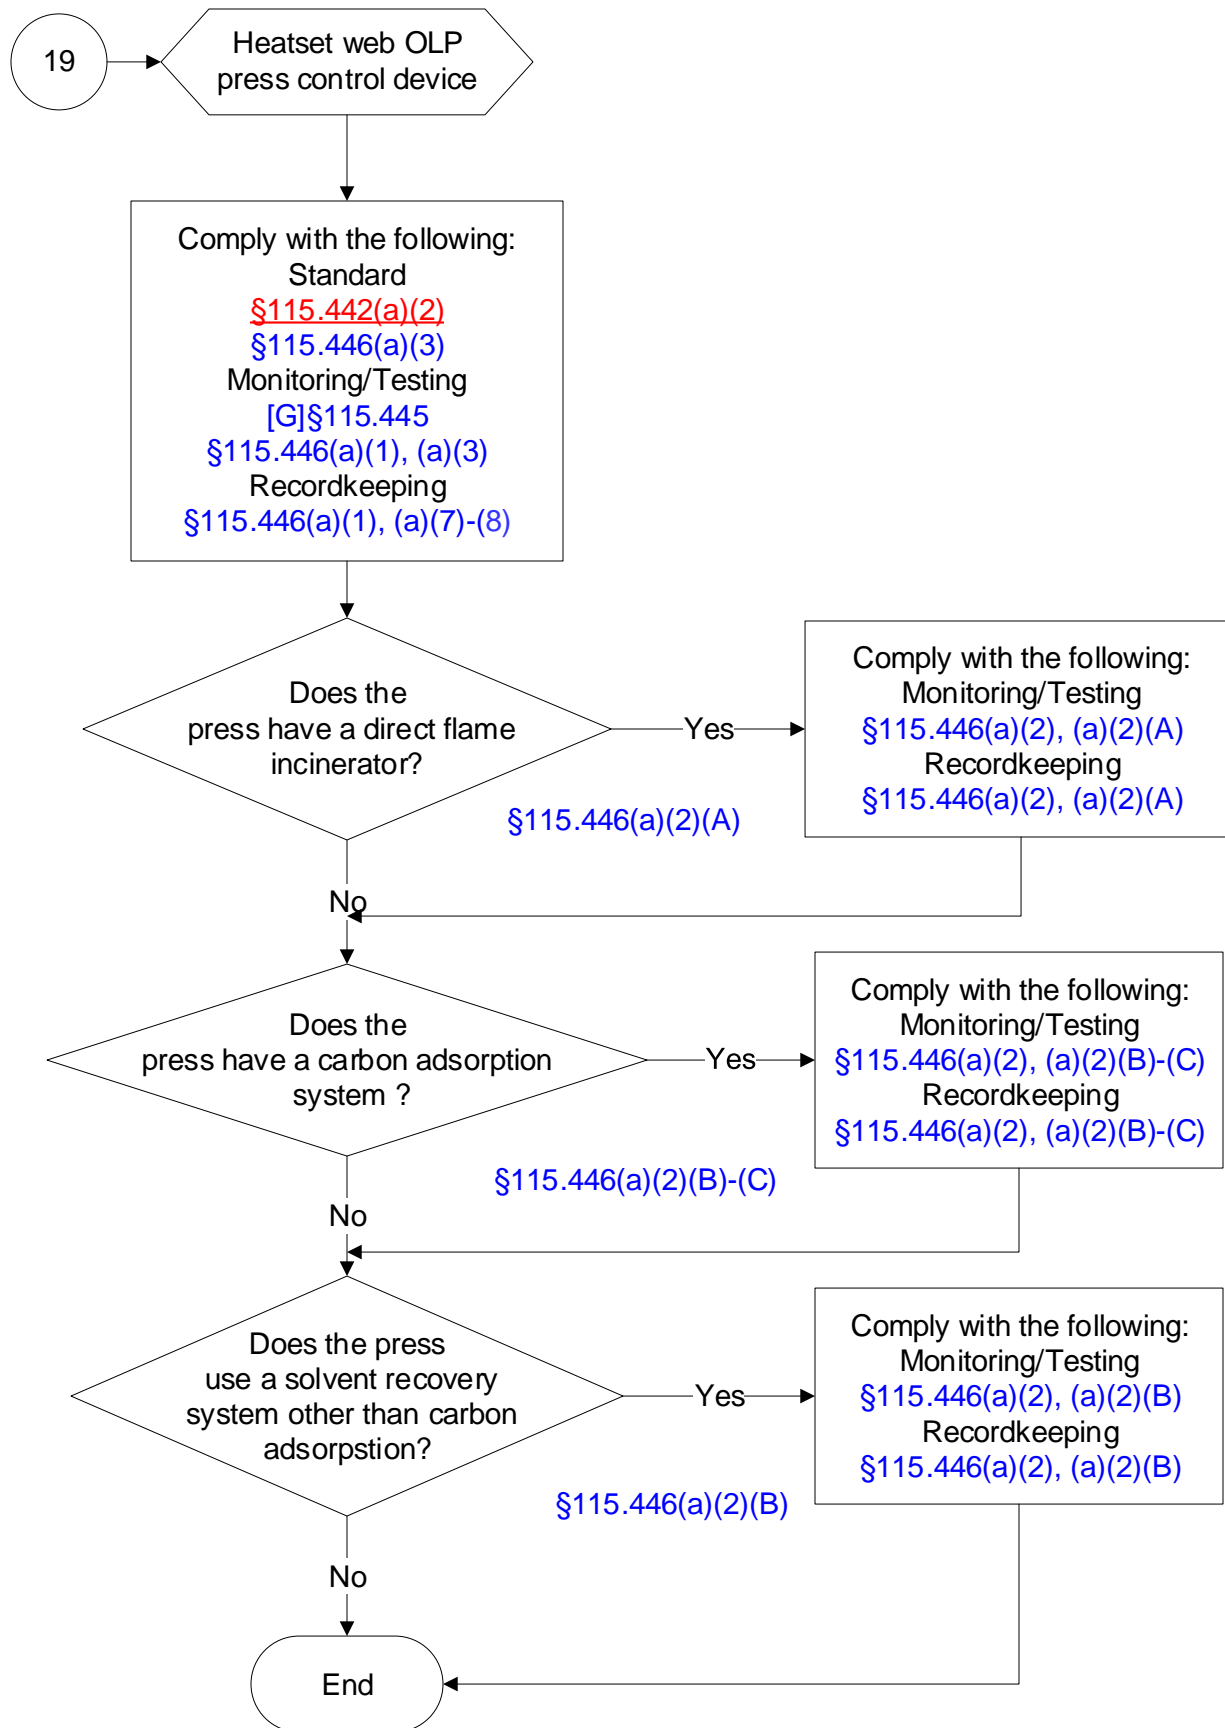 19
Heatset web OLP
press control device
Comply with the following:
Standard
§115.442(a)(2)
§115.446(a)(3)
Monitoring/Testing
[G]§115.445
§115.446(a)(1), (a)(3)
Recordkeeping
§115.446(a)(1), (a)(7)-(8)
Does the
press have a direct flame
incinerator?
Yes
§115.446(a)(2)(A)
Comply with the following:
Monitoring/Testing
§115.446(a)(2), (a)(2)(A)
Recordkeeping
§115.446(a)(2), (a)(2)(A)
No
Does the
press have a carbon adsorption
system ?
Yes
§115.446(a)(2)(B)-(C)
Comply with the following:
Monitoring/Testing
§115.446(a)(2), (a)(2)(B)-(C)
Recordkeeping
§115.446(a)(2), (a)(2)(B)-(C)
No
Does the press
use a solvent recovery
system other than carbon
adsorpstion?
Yes
§115.446(a)(2)(B)
Comply with the following:
Monitoring/Testing
§115.446(a)(2), (a)(2)(B)
Recordkeeping
§115.446(a)(2), (a)(2)(B)
No
End